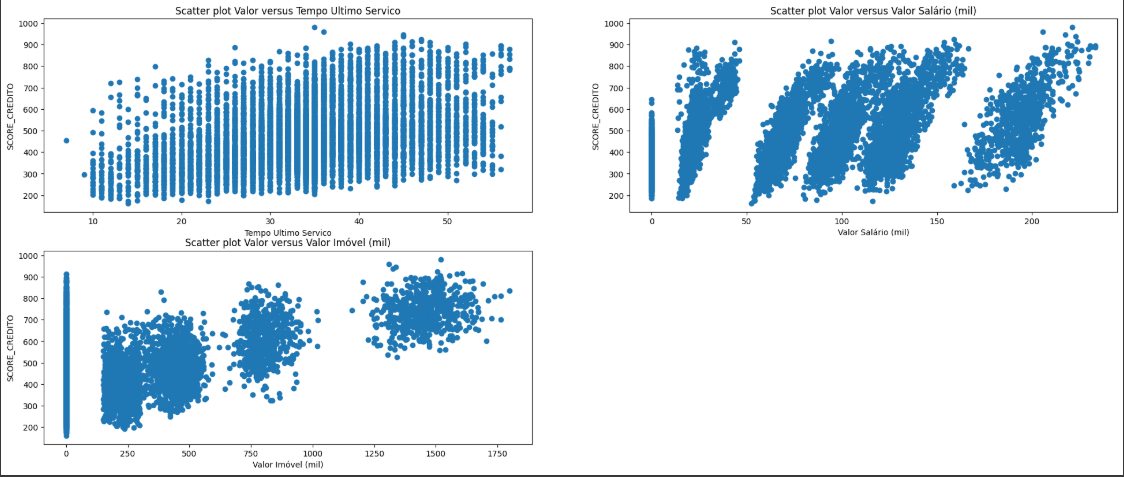 Scatter plot Valor versus Tempo Ultimo Servico
1000
900
800
700
600
500
400
300
200
SCORE_CREDITO
10 20 30 40 50
Tempo Ultimo Servico
Scatter plot Valor versus Valor Salário (mil)
1000
900
800
700
600
500
400
300
200
SCORE_CREDITO
0 50 100 150 200
Valor Salário (mil)
Scatter plot Valor versus Valor Imóvel (mil)
1000
900
800
700
600
500
400
300
200
SCORE_CREDITO
0 250 500 750 1000 1250 1500 1750
Valor Imóvel (mil)